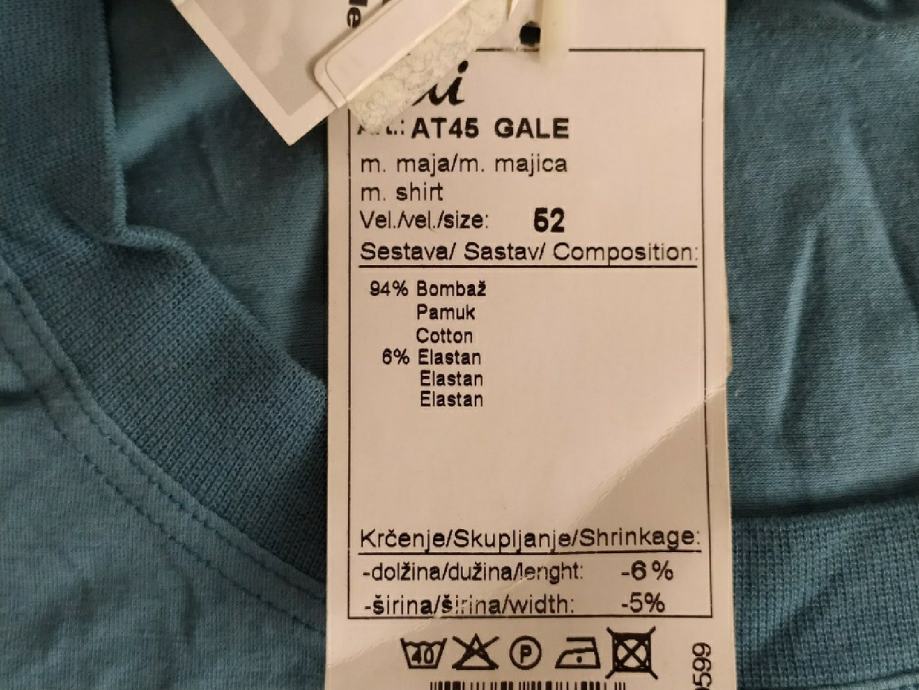 AT45 GALE
m. maja/m. majica
m. shirt
Vel./vel./size: 52
Sestava/ Sastav/ Composition:
94% Bombaž
Pamuk
Cotton
6% Elastan
Elastan
Elastan
Krčenje/Skupljanje/Shrinkage:
-dolžina/dužina/lenght: -6%
-širina/širina/width: -5%
40 P